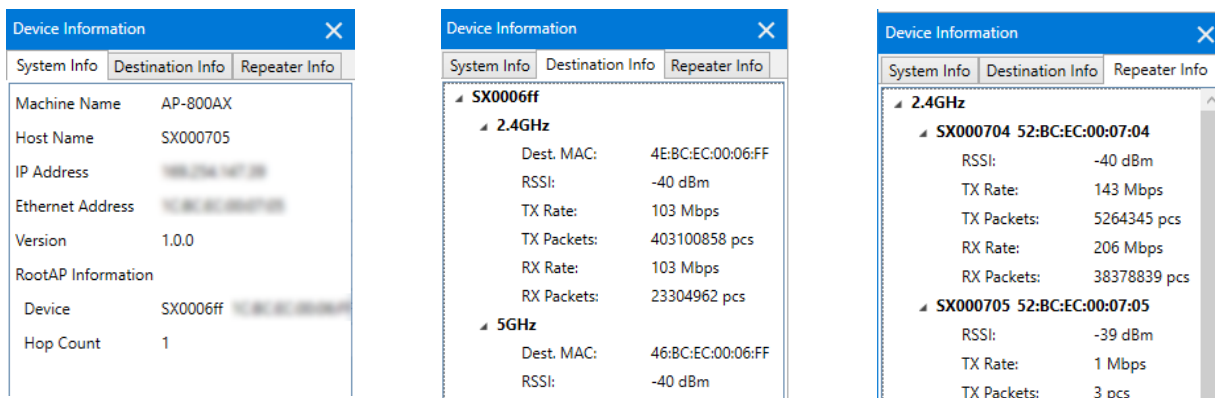 Device Information
System Info Destination Info Repeater Info
Machine Name AP-800AX
Host Name SX000705
IP Address
Ethernet Address
Version 1.0.0
RootAP Information
Device SX0006ff
Hop Count 1
Device Information
System Info Destination Info Repeater Info
SX0006ff
2.4GHz
Dest. MAC: 4E:BC:EC:00:06:FF
RSSI: -40 dBm
TX Rate: 103 Mbps
TX Packets: 403100858 pcs
RX Rate: 103 Mbps
RX Packets: 23304962 pcs
5GHz
Dest. MAC: 46:BC:EC:00:06:FF
RSSI: -40 dBm
Device Information
System Info Destination Info Repeater Info
2.4GHz
SX000704 52:BC:EC:00:07:04
RSSI: -40 dBm
TX Rate: 143 Mbps
TX Packets: 5264345 pcs
RX Rate: 206 Mbps
RX Packets: 38378839 pcs
SX000705 52:BC:EC:00:07:05
RSSI: -39 dBm
TX Rate: 1 Mbps
TX Packets: 3 pcs